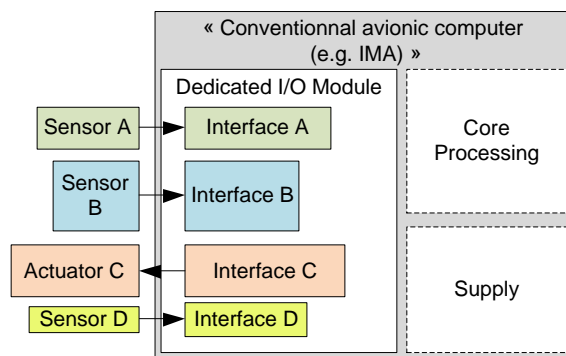 « Conventionnal avionic computer
(e.g. IMA) »
Dedicated I/O Module
Sensor A
Interface A
Core
Processing
Sensor
B
Interface B
Actuator C
Interface C
Supply
Sensor D
Interface D